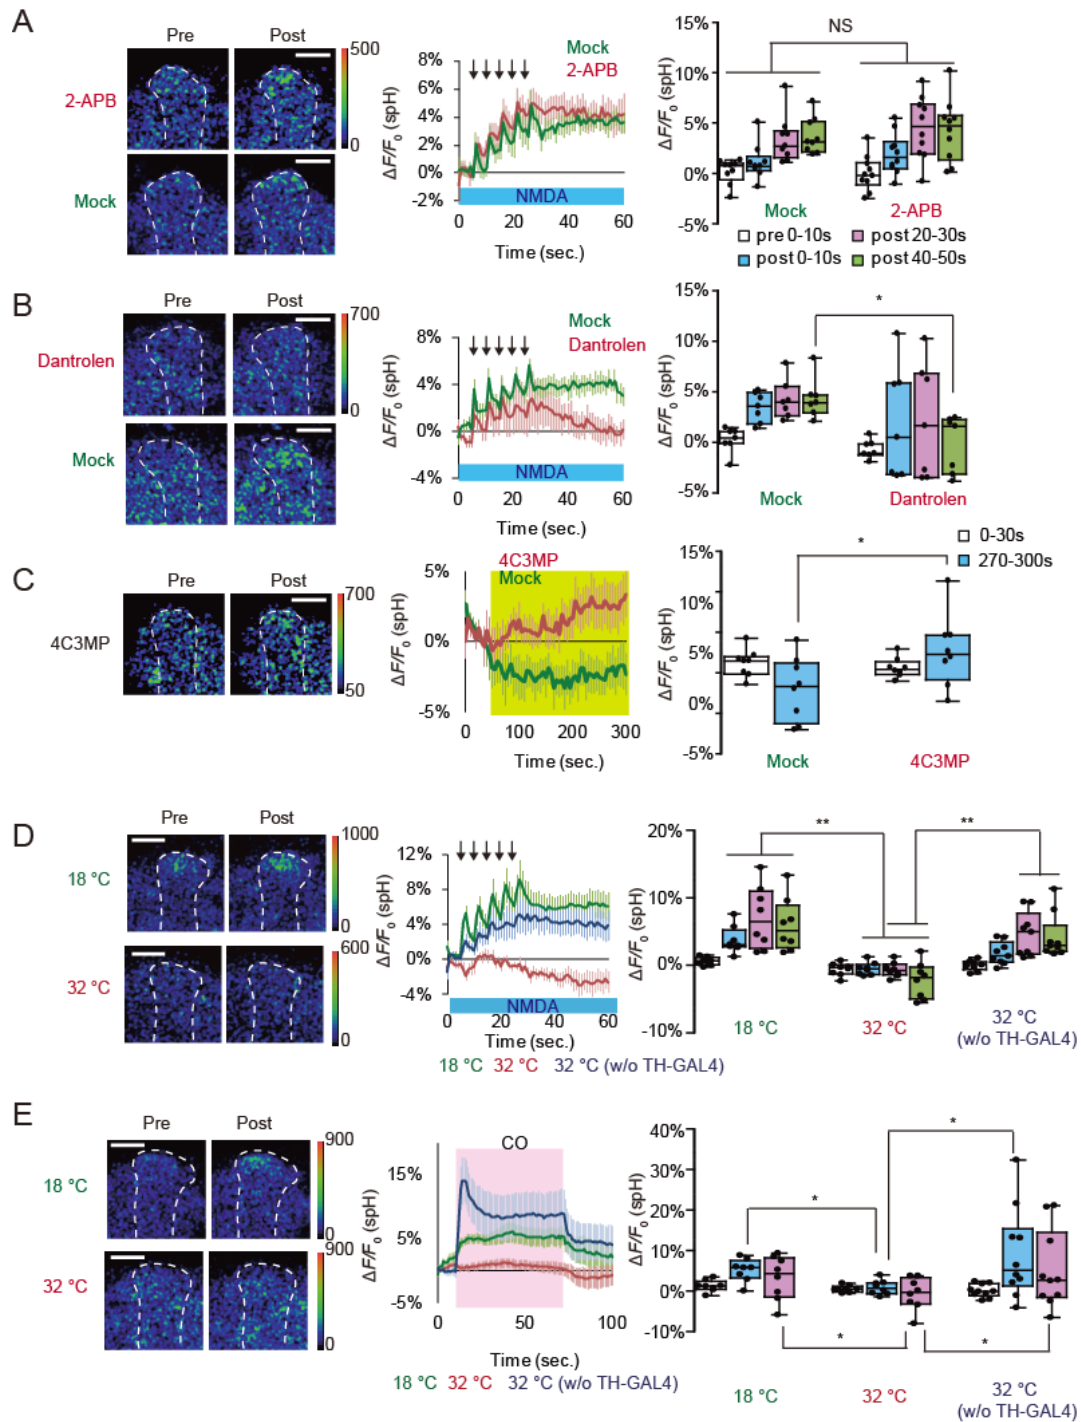 A
Pre
Post
500
0
2-APB
Mock
Mock
2-APB
8%
6%
4%
2%
0%
-2%
ΔF/F0 (spH)
NMDA
0
20
40
60
Time (sec.)
15%
10%
5%
0%
-5%
ΔF/F0 (spH)
NS
Mock
2-APB
pre 0-10s
post 20-30s
post 0-10s
post 40-50s
B
Pre
Post
700
0
Dantrolen
Mock
Mock
Dantrolen
8%
4%
0%
-4%
ΔF/F0 (spH)
NMDA
0
20
40
60
Time (sec.)
15%
10%
5%
0%
-5%
ΔF/F0 (spH)
*
Mock
Dantrolen
C
Pre
Post
700
50
4C3MP
4C3MP
Mock
5%
0%
-5%
ΔF/F0 (spH)
0
100
200
300
Time (sec.)
0-30s
270-300s
15%
10%
5%
0%
-5%
ΔF/F0 (spH)
*
Mock
4C3MP
D
Pre
Post
1000
0
600
0
18 °C
32 °C
12%
8%
4%
0%
-4%
ΔF/F0 (spH)
NMDA
0
20
40
60
Time (sec.)
18 °C 32 °C 32 °C (w/o TH-GAL4)
20%
10%
0%
-10%
ΔF/F0 (spH)
**
**
18 °C
32 °C
32 °C
(w/o TH-GAL4)
E
Pre
Post
900
0
900
0
18 °C
32 °C
CO
15%
5%
-5%
ΔF/F0 (spH)
0
50
100
Time (sec.)
18 °C 32 °C 32 °C (w/o TH-GAL4)
40%
30%
20%
10%
0%
-10%
ΔF/F0 (spH)
*
*
*
*
18 °C
32 °C
32 °C
(w/o TH-GAL4)